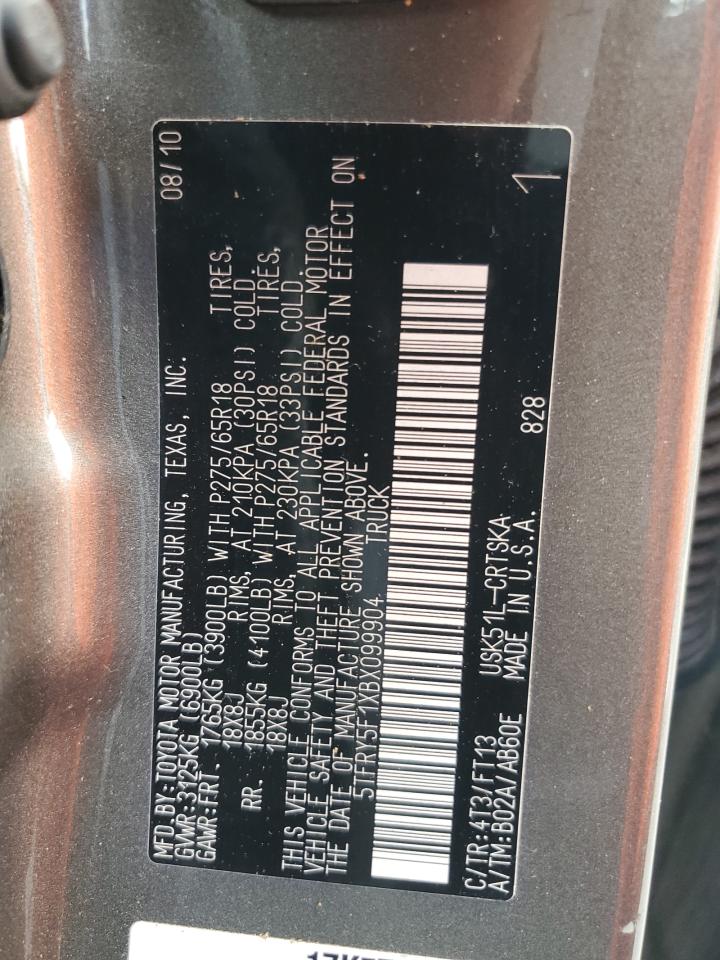 MFD.BY:TOYOTA MOTOR MANUFACTURING, TEXAS, INC. 08/10
GVWR:3125KG (6900LB)
GAWR:FRT. 1765KG (3900LB) WITH P275/65R18 TIRES,
18X8J RIMS, AT 210KPA (30PSI) COLD.
RR. 1855KG (4100LB) WITH P275/65R18 TIRES,
18X8J RIMS, AT 230KPA (33PSI) COLD.
THIS VEHICLE CONFORMS TO ALL APPLICABLE FEDERAL MOTOR
VEHICLE SAFETY AND THEFT PREVENTION STANDARDS IN EFFECT ON
THE DATE OF MANUFACTURE SHOWN ABOVE.
5TFRY5F1XBX099904 TRUCK
C/TR:4T3/FT13 USK51L-CRTSKA 828 1
A/TM:B02A/AB60E MADE IN U.S.A.